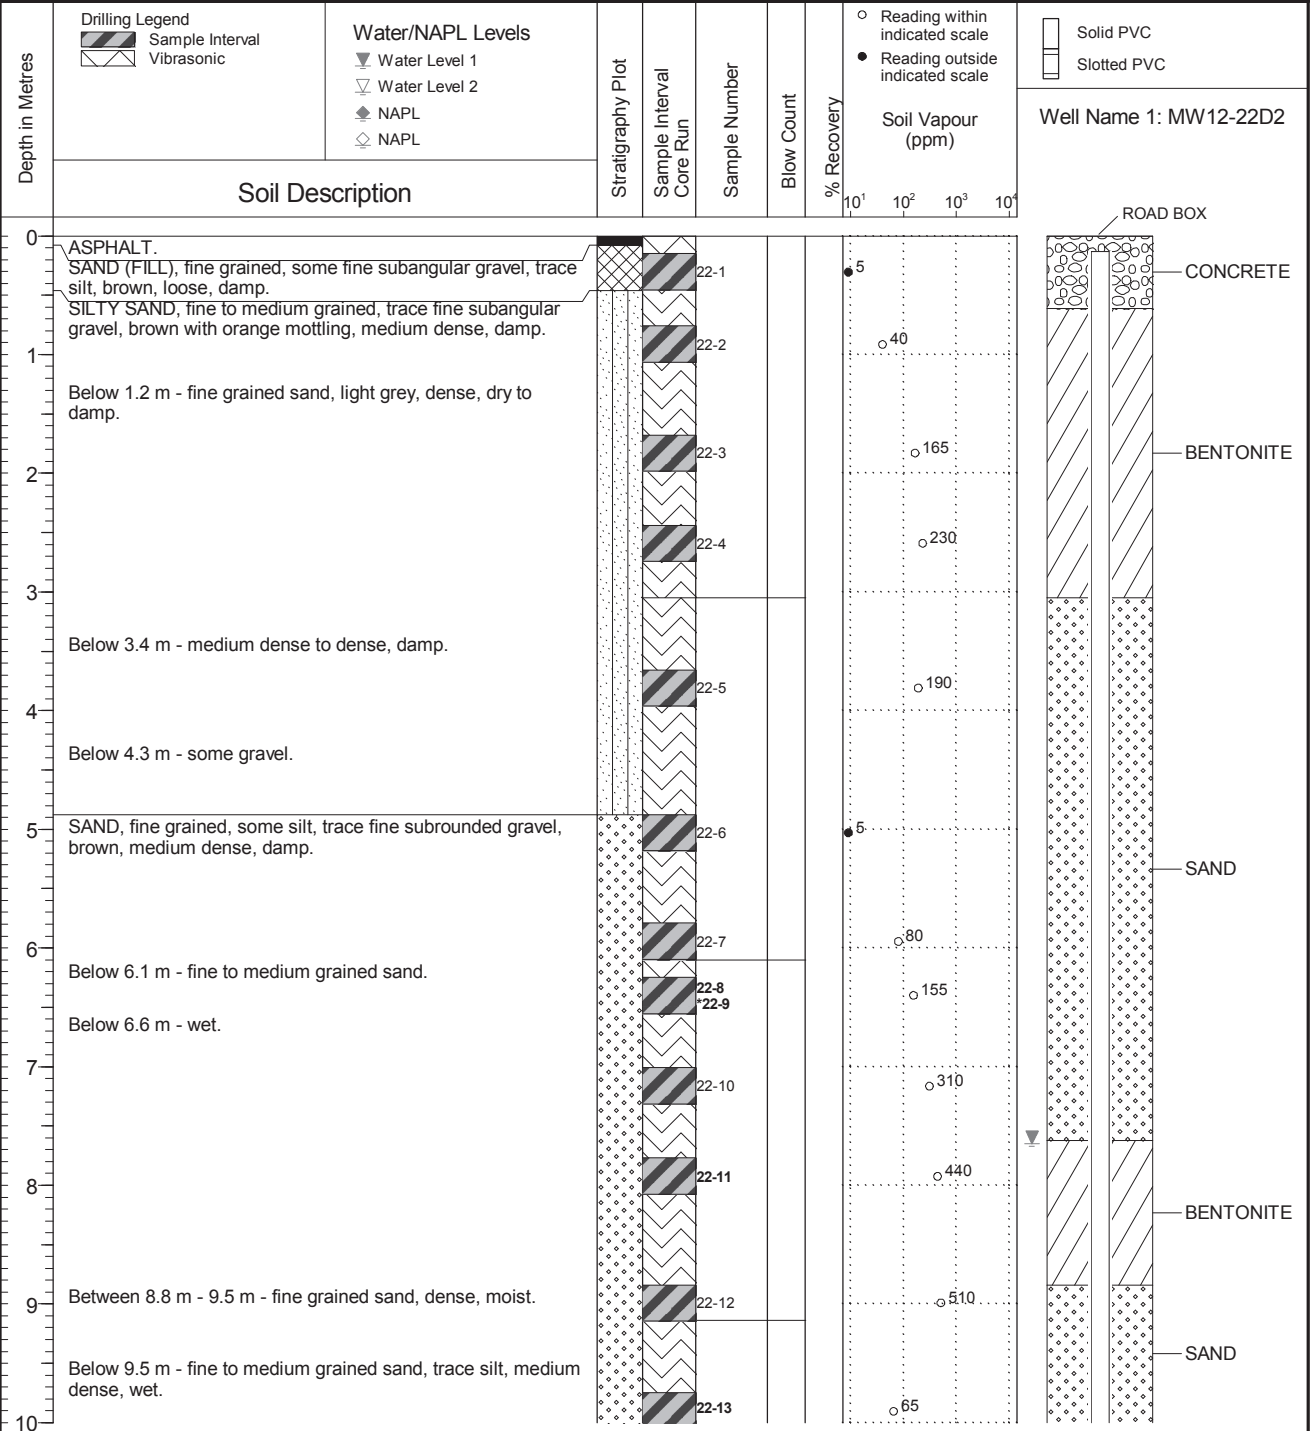 Drilling Legend
Sample Interval
Vibrasonic
Water/NAPL Levels
Water Level 1
Water Level 2
NAPL
NAPL
Depth in Metres
Soil Description
Stratigraphy Plot
Sample Interval
Core Run
Sample Number
Blow Count
% Recovery
Reading within
indicated scale
Reading outside
indicated scale
Soil Vapour
(ppm)
10¹ 10² 10³ 10⁴
Solid PVC
Slotted PVC
Well Name 1: MW12-22D2
ROAD BOX
0
ASPHALT.
SAND (FILL), fine grained, some fine subangular gravel, trace
silt, brown, loose, damp.
22-1
5
CONCRETE
SILTY SAND, fine to medium grained, trace fine subangular
gravel, brown with orange mottling, medium dense, damp.
22-2
40
1
Below 1.2 m - fine grained sand, light grey, dense, dry to
damp.
22-3
165
BENTONITE
2
22-4
230
3
Below 3.4 m - medium dense to dense, damp.
22-5
190
4
Below 4.3 m - some gravel.
5
SAND, fine grained, some silt, trace fine subrounded gravel,
brown, medium dense, damp.
22-6
5
SAND
22-7
80
6
Below 6.1 m - fine to medium grained sand.
22-8
*22-9
155
Below 6.6 m - wet.
7
22-10
310
22-11
440
8
BENTONITE
Between 8.8 m - 9.5 m - fine grained sand, dense, moist.
22-12
510
9
SAND
Below 9.5 m - fine to medium grained sand, trace silt, medium
dense, wet.
22-13
65
10